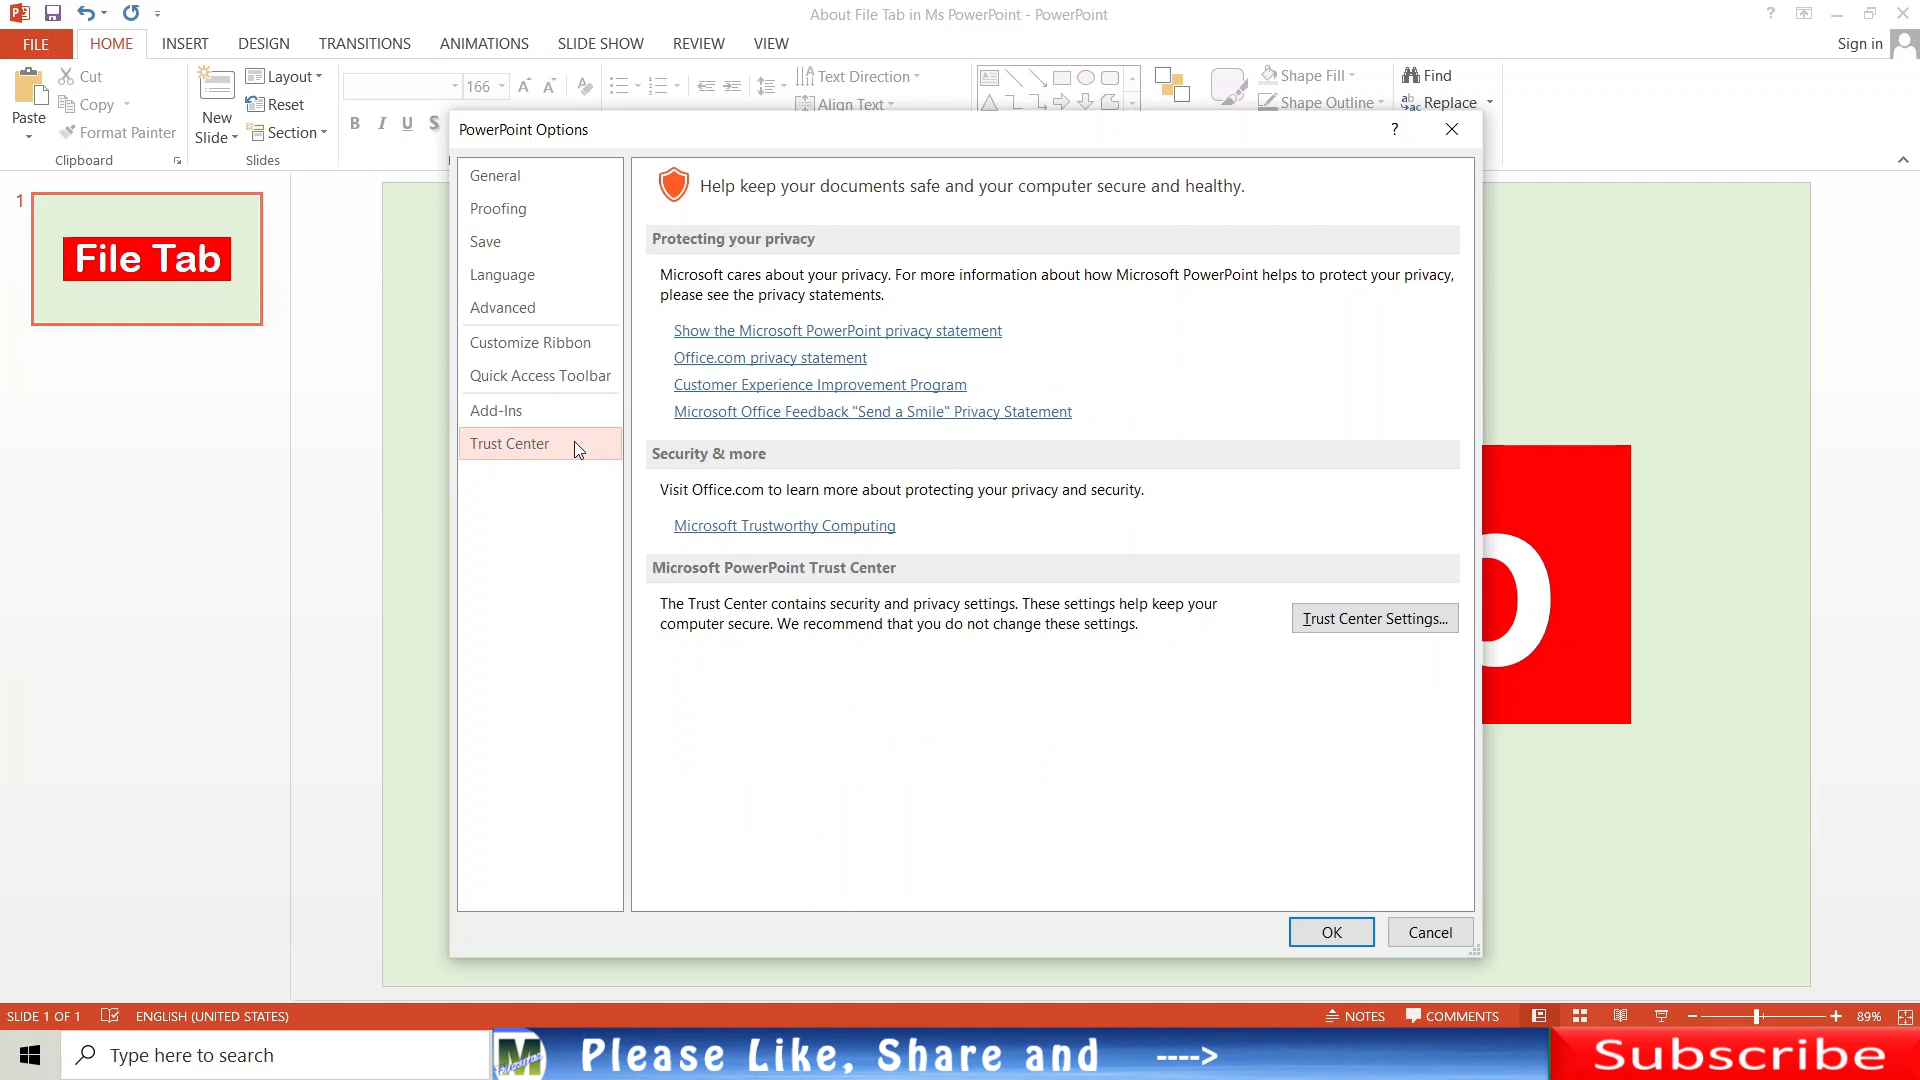 About File Tab in Ms PowerPoint - PowerPoint
FILE HOME INSERT DESIGN TRANSITIONS ANIMATIONS SLIDE SHOW REVIEW VIEW Sign in
Cut
Copy
Format Painter
Paste
Clipboard
New Slide
Layout
Reset
Section
Slides
166
B I U S
Text Direction
Align Text
Shape Fill
Shape Outline
Find
Replace
1
File Tab
PowerPoint Options
General
Proofing
Save
Language
Advanced
Customize Ribbon
Quick Access Toolbar
Add-Ins
Trust Center
Help keep your documents safe and your computer secure and healthy.
Protecting your privacy
Microsoft cares about your privacy. For more information about how Microsoft PowerPoint helps to protect your privacy,
please see the privacy statements.
Show the Microsoft PowerPoint privacy statement
Office.com privacy statement
Customer Experience Improvement Program
Microsoft Office Feedback "Send a Smile" Privacy Statement
Security & more
Visit Office.com to learn more about protecting your privacy and security.
Microsoft Trustworthy Computing
Microsoft PowerPoint Trust Center
The Trust Center contains security and privacy settings. These settings help keep your
computer secure. We recommend that you do not change these settings.
Trust Center Settings...
OK Cancel
SLIDE 1 OF 1 ENGLISH (UNITED STATES) NOTES COMMENTS 89%
Type here to search
Please Like, Share and ---->
Subscribe